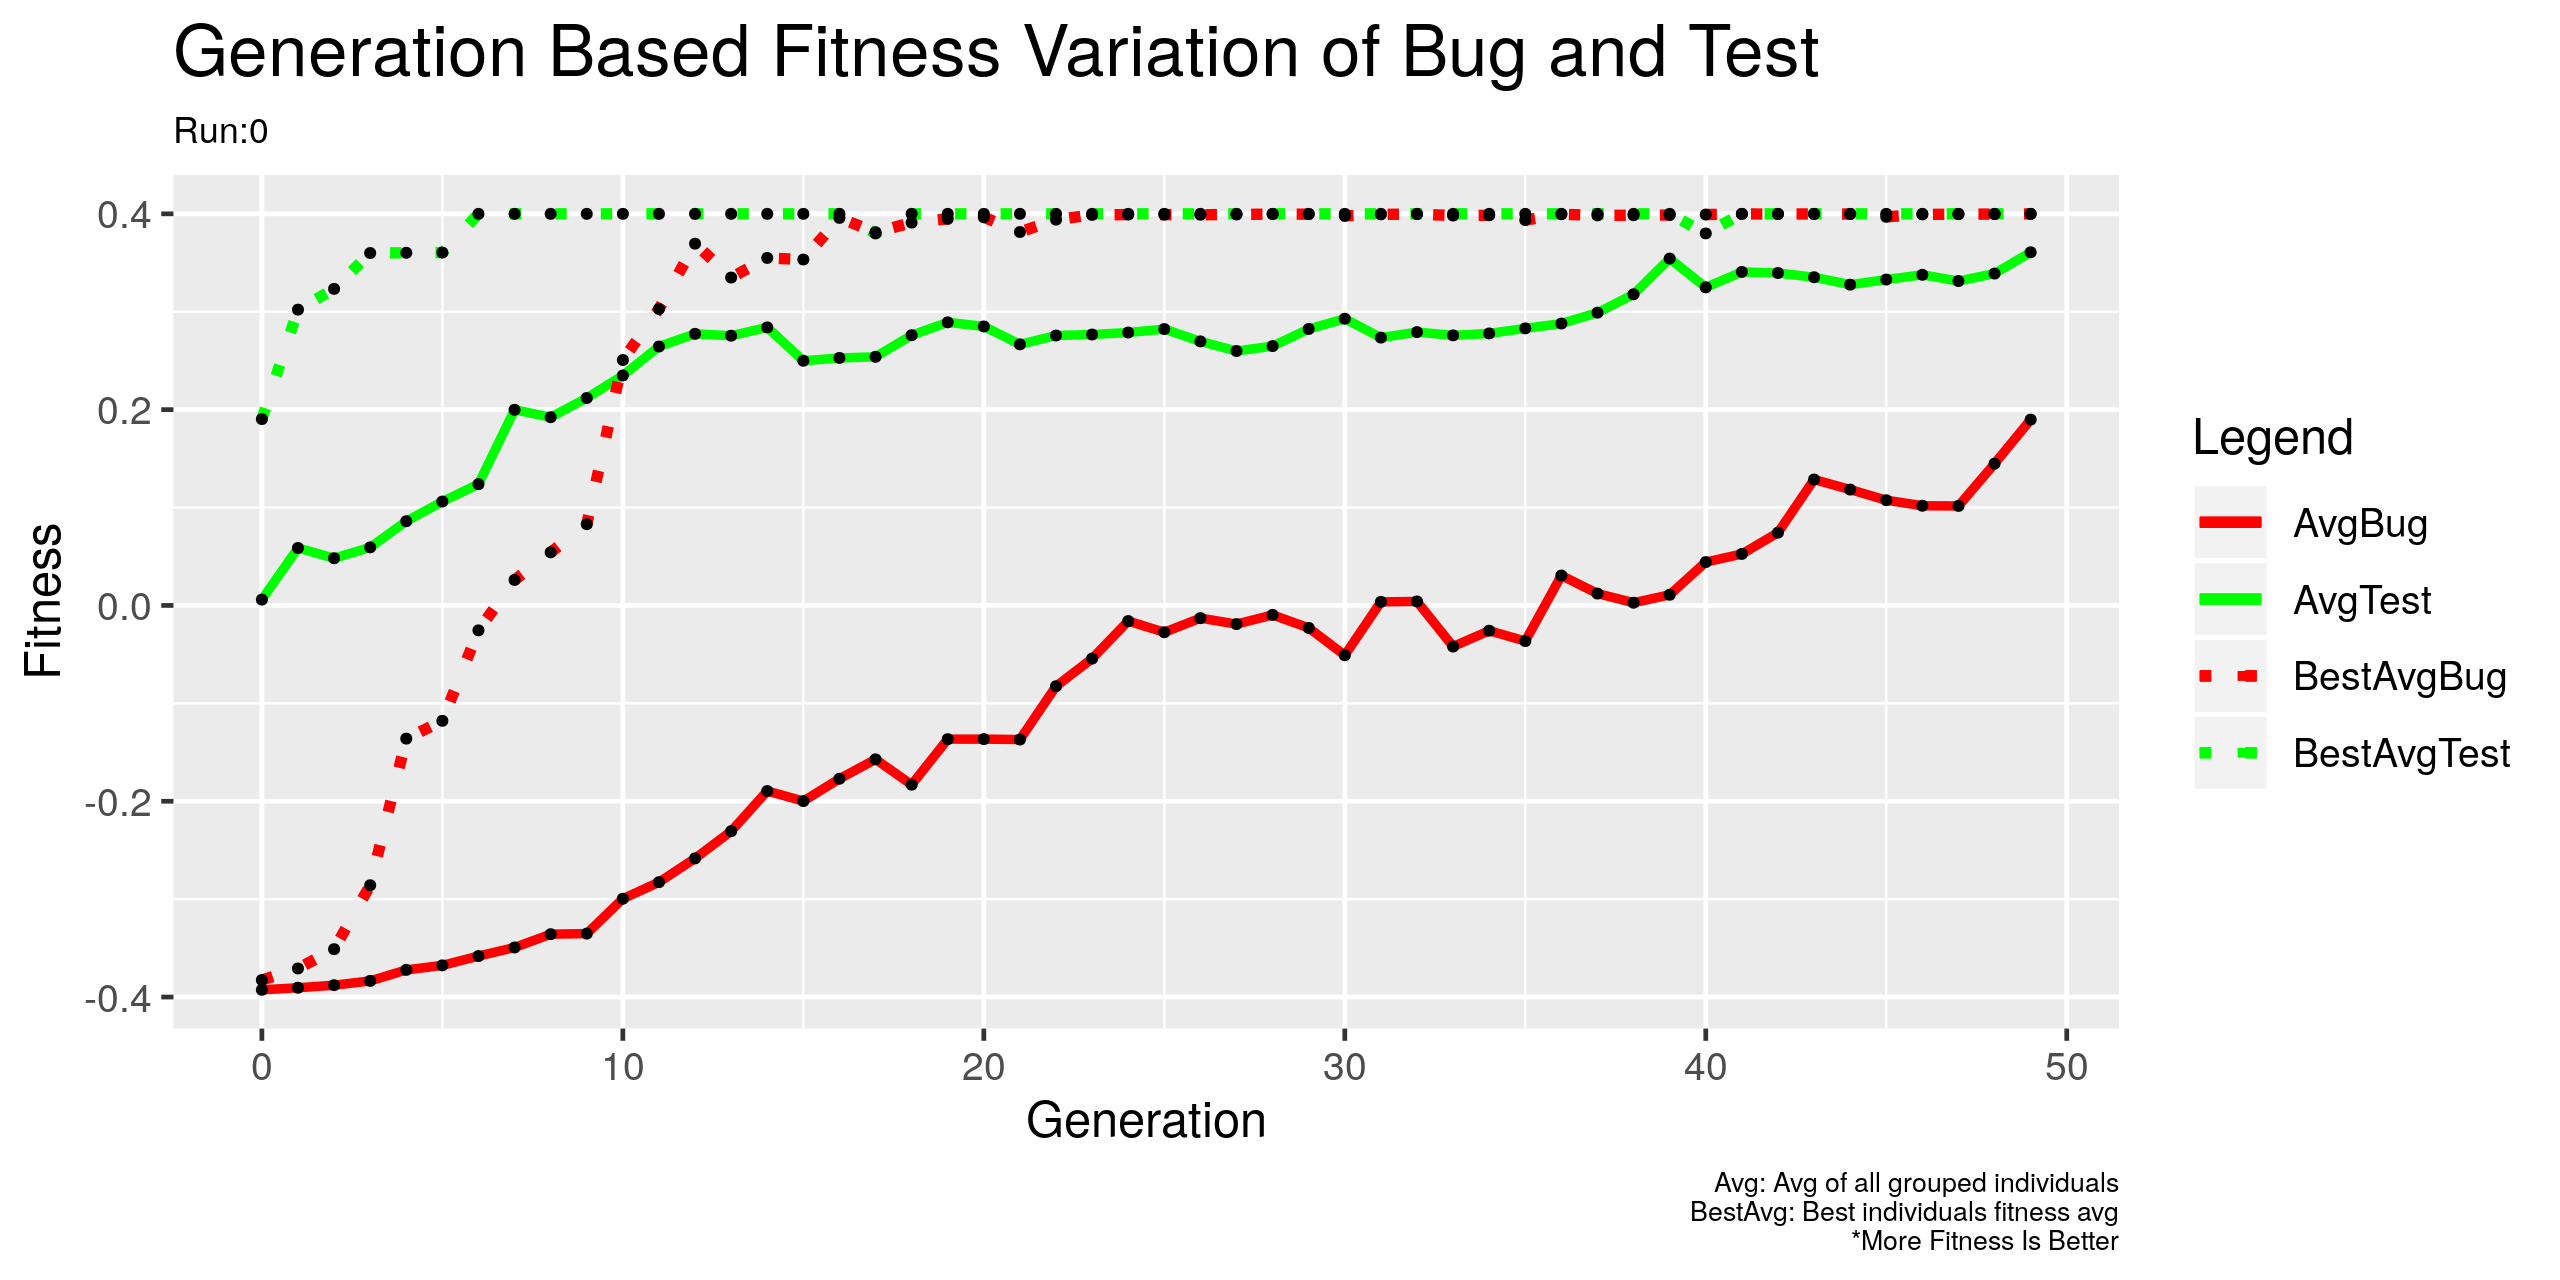 Generation Based Fitness Variation of Bug and Test
Run:0
Fitness
0.4
0.2
0.0
-0.2
-0.4
0
10
20
30
40
50
Generation
Legend
AvgBug
AvgTest
BestAvgBug
BestAvgTest
Avg: Avg of all grouped individuals
BestAvg: Best individuals fitness avg
*More Fitness Is Better